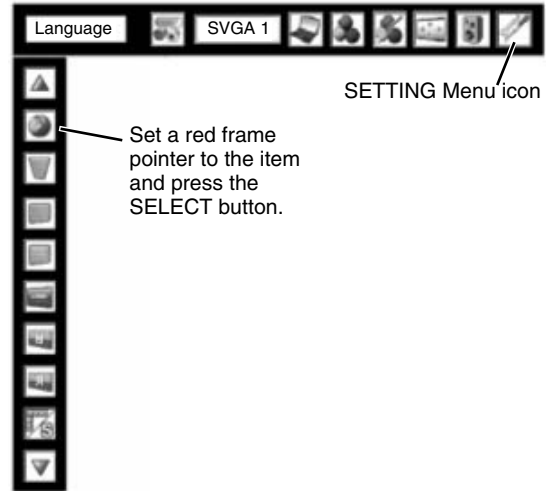 Language
SVGA 1
SETTING Menu icon
Set a red frame
pointer to the item
and press the
SELECT button.
S